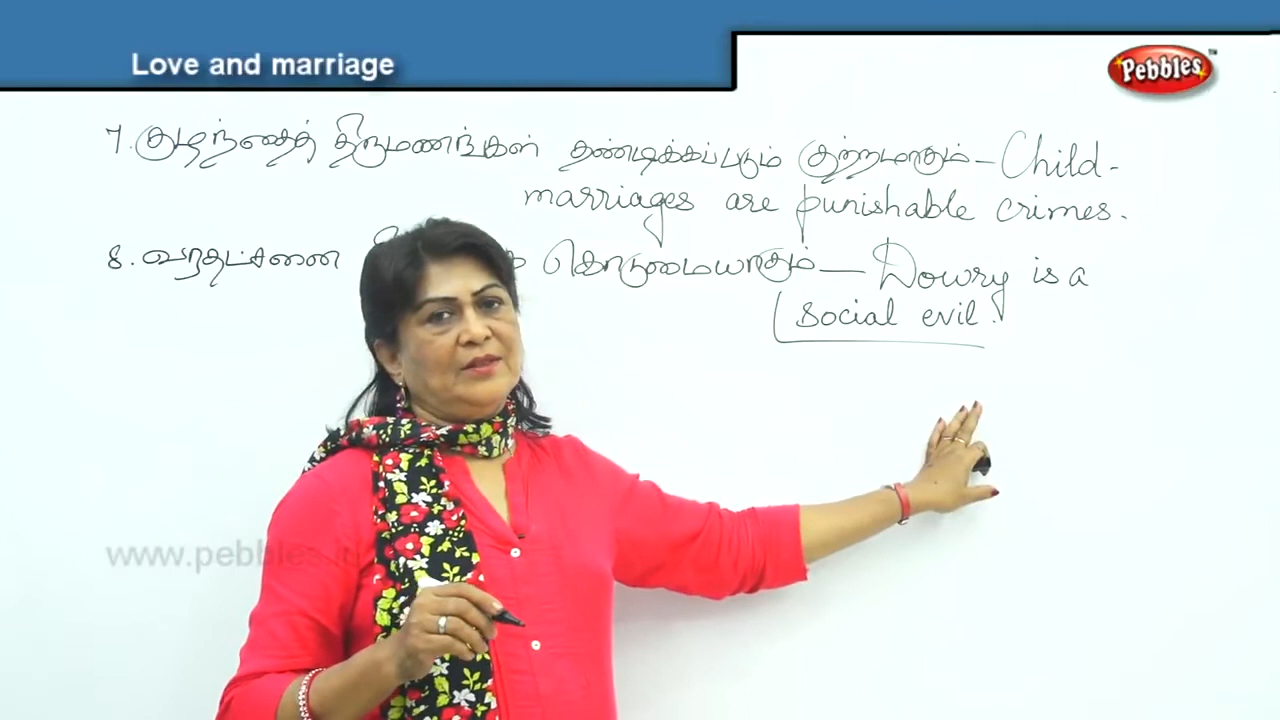 Love and marriage
Pebbles
7. குழந்தைத் திருமணங்கள் தண்டிக்கப்படும் குற்றமாகும் – Child-
marriages are punishable crimes.
8. வரதட்சணை கொடுமையாகும் – Dowry is a
social evil.
www.pebbles.i